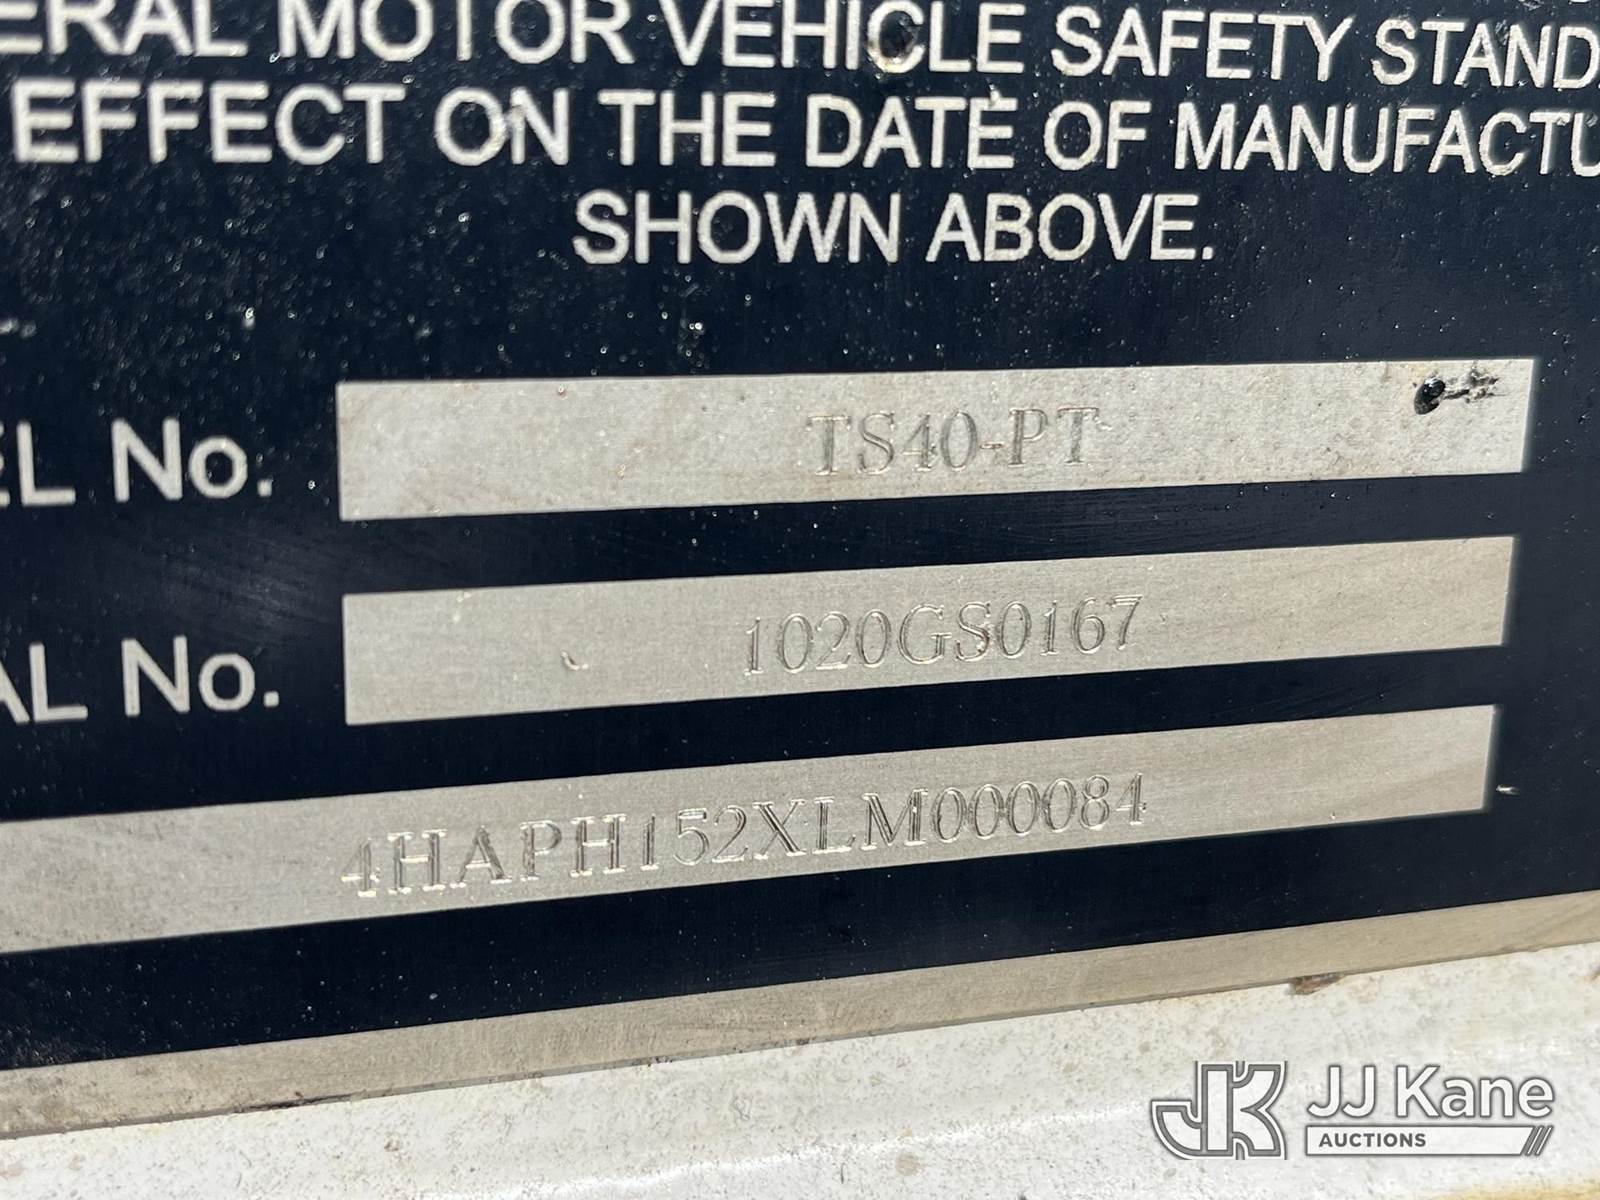 ERAL MOTOR VEHICLE SAFETY STAND
EFFECT ON THE DATE OF MANUFACTU
SHOWN ABOVE.
EL No. TS40-PT
AL No. 1020GS0167
4HAPH152XLM000084
JK JJ Kane
AUCTIONS